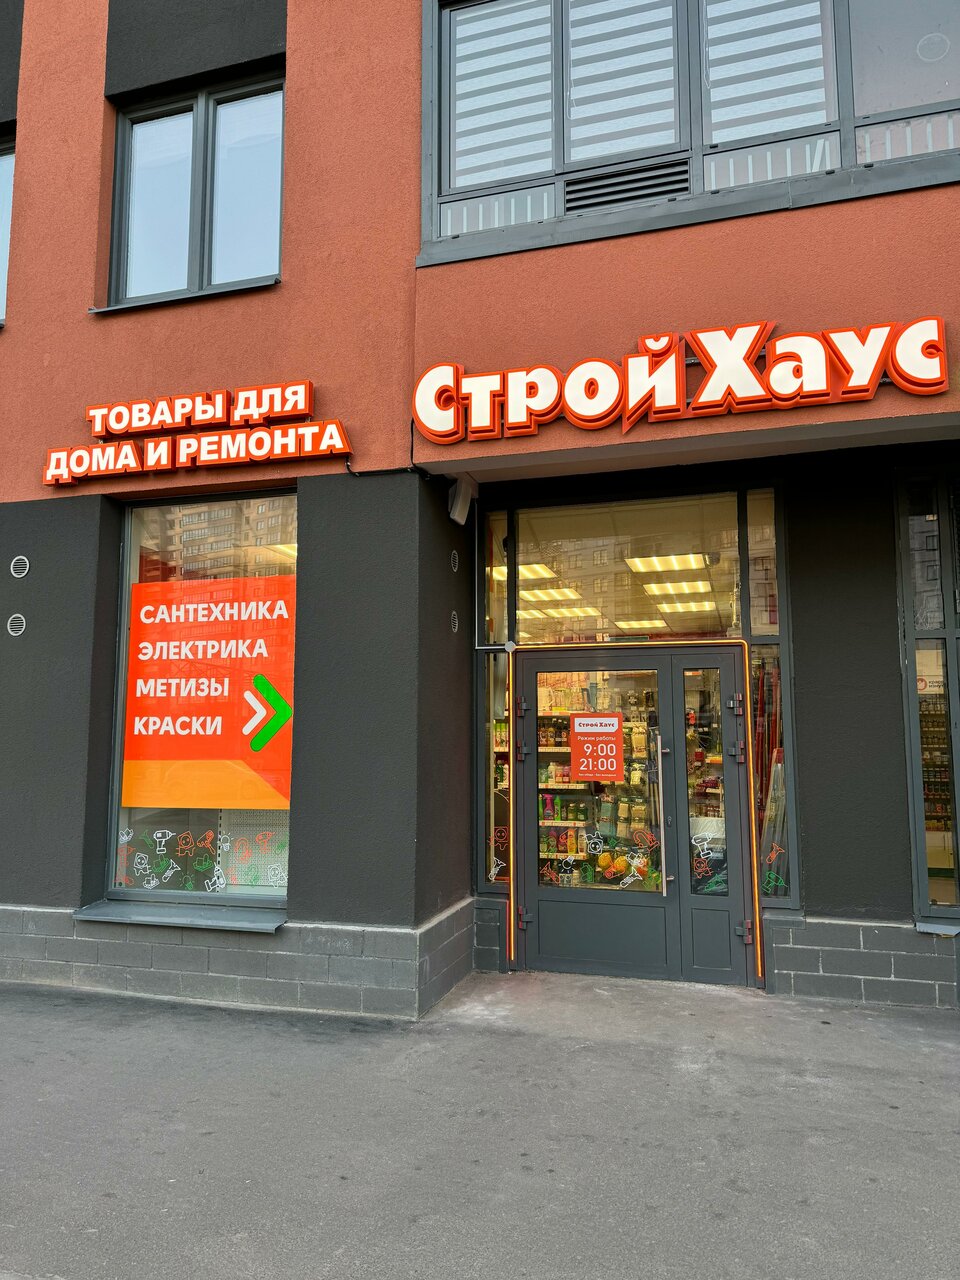 СтройХаус
ТОВАРЫ ДЛЯ
ДОМА И РЕМОНТА
САНТЕХНИКА
ЭЛЕКТРИКА
МЕТИЗЫ
КРАСКИ
СтройХаус
Режим работы
9:00
21:00